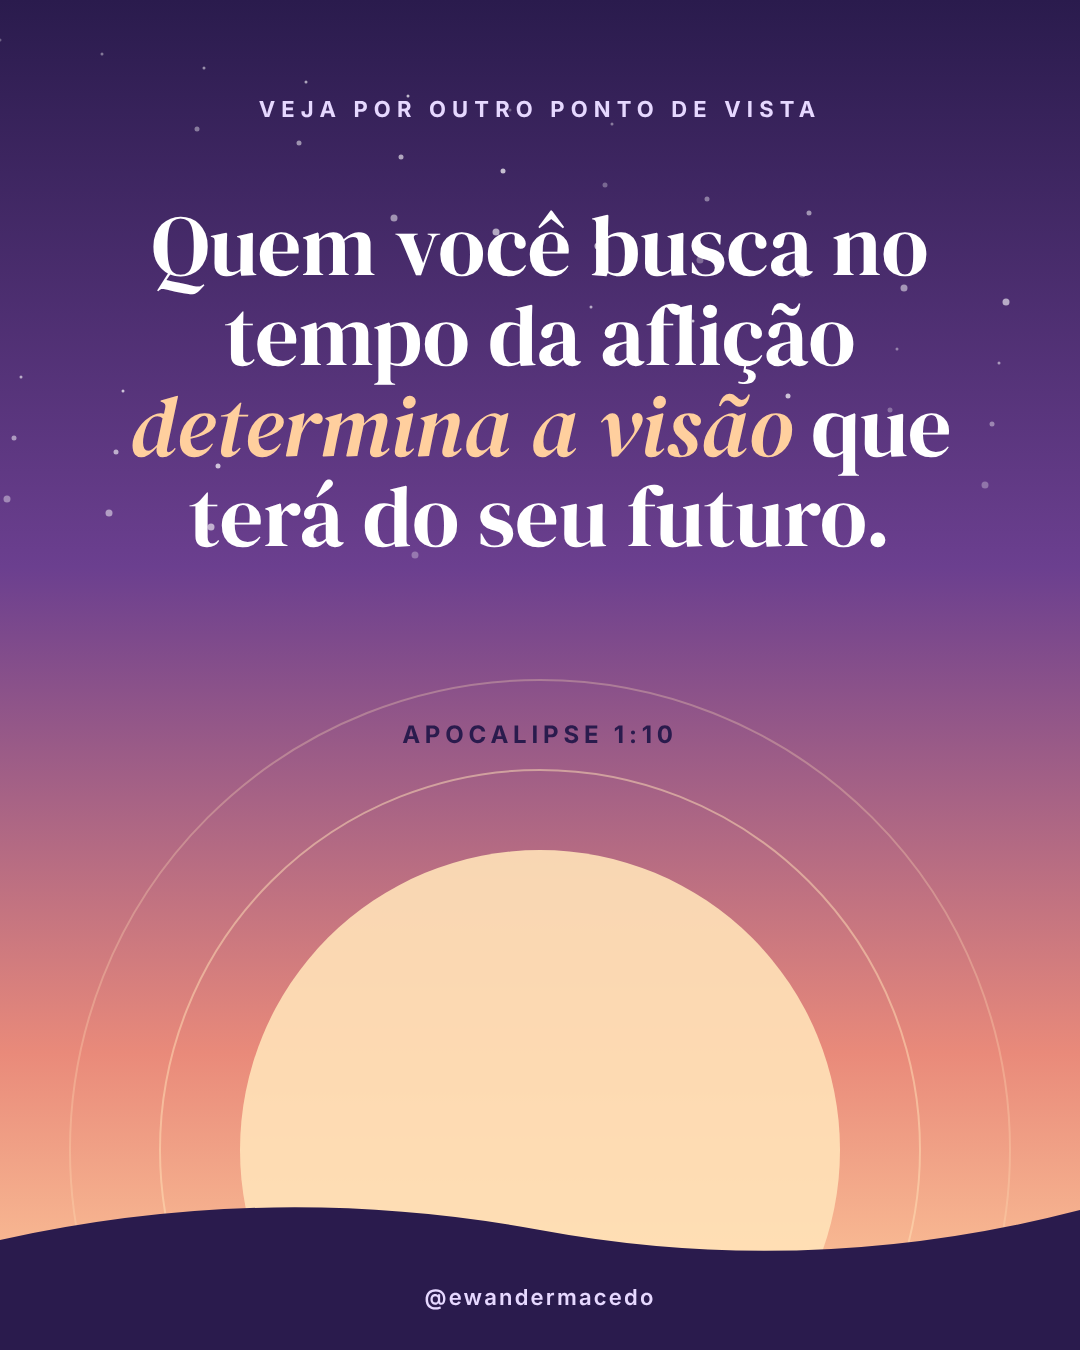 VEJA POR OUTRO PONTO DE VISTA
Quem você busca no
tempo da aflição
determina a visão que
terá do seu futuro.
APOCALIPSE 1:10
@ewandermacedo